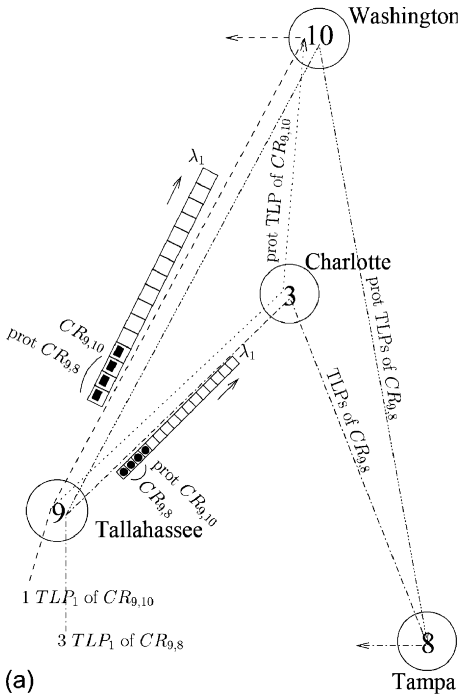 Washington
10
λ1
prot TLP of CR9,10
Charlotte
3
prot TLPs of CR9,8
CR9,10
prot CR9,8
λ1
TLPs of CR9,8
prot CR9,10
CR9,8
9
Tallahassee
1 TLP1 of CR9,10
3 TLP1 of CR9,8
8
(a)
Tampa